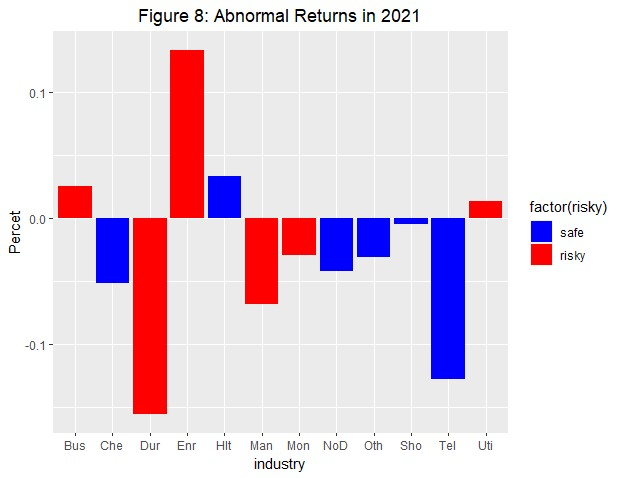 Figure 8: Abnormal Returns in 2021
Percet
0.1
0.0
-0.1
Bus Che Dur Enr Hlt Man Mon NoD Oth Sho Tel Uti
industry
factor(risky)
safe
risky